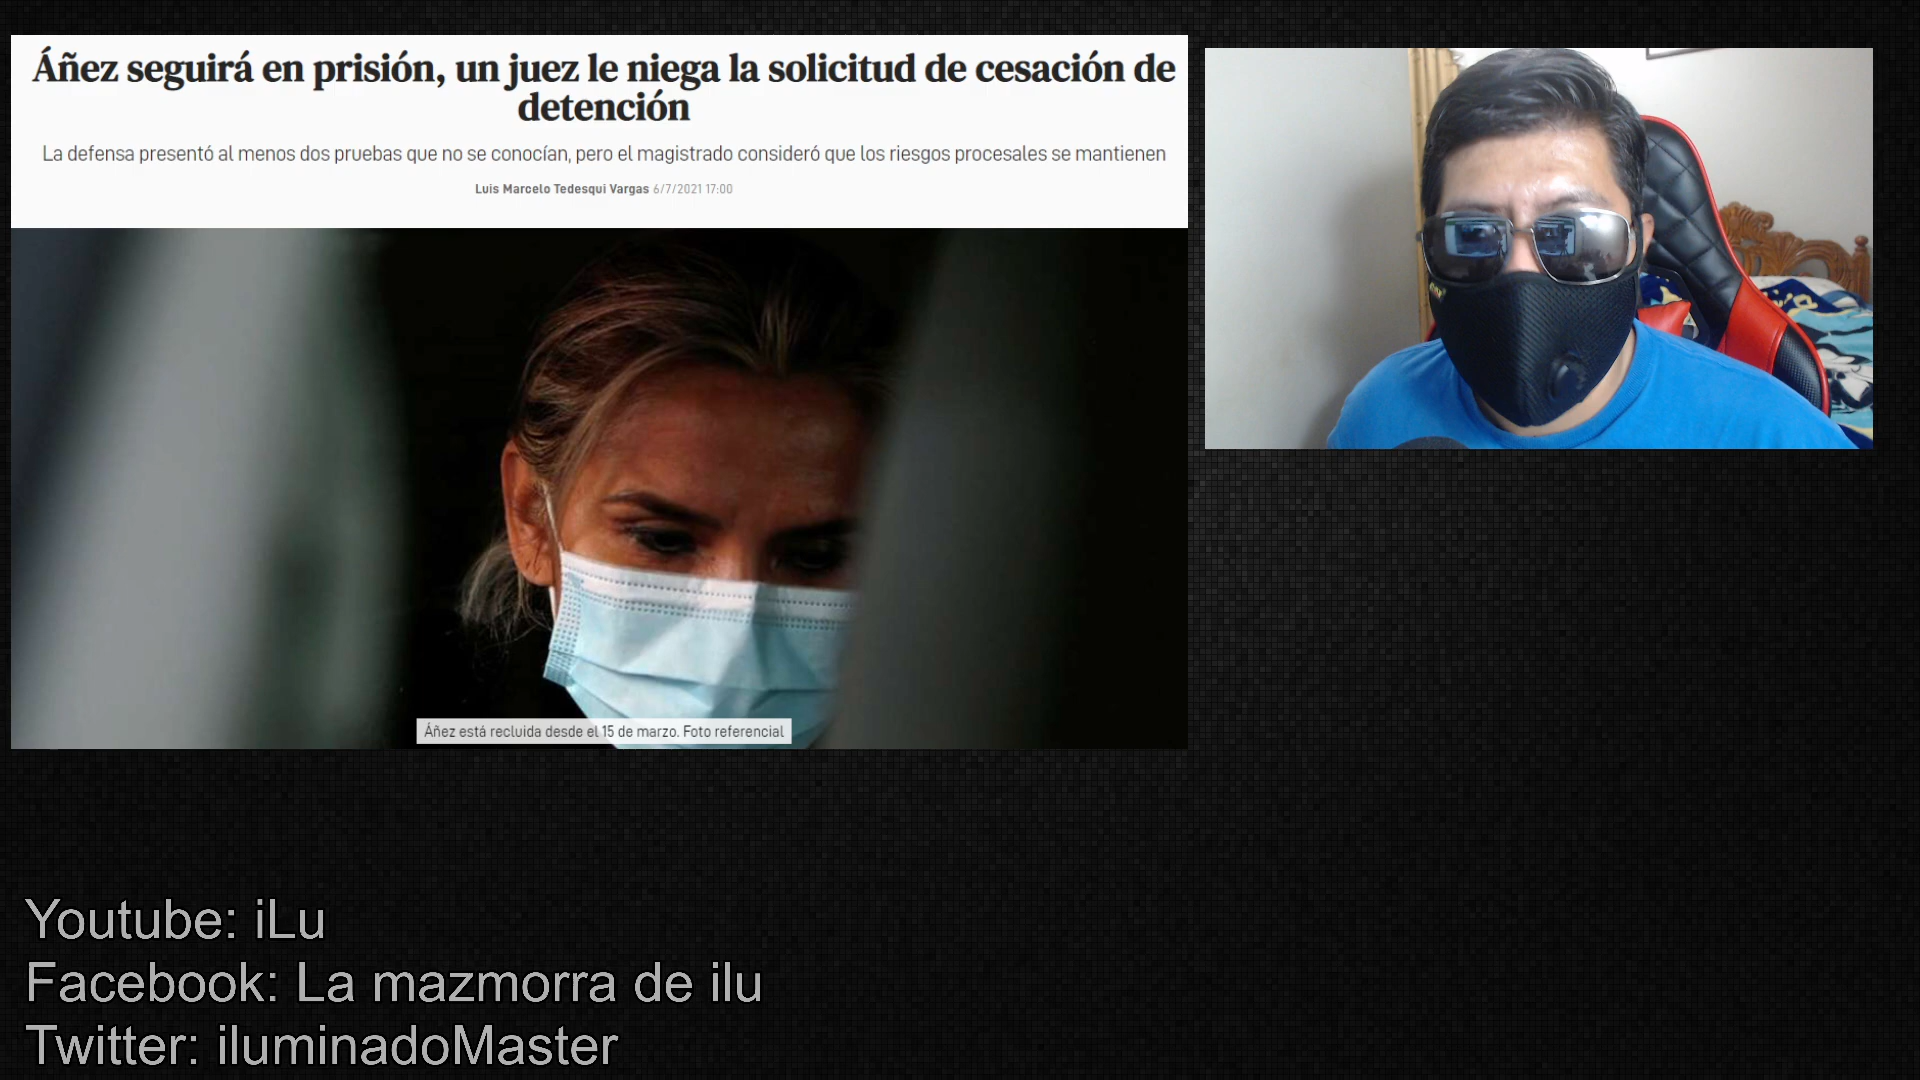 Áñez seguirá en prisión, un juez le niega la solicitud de cesación de
detención
La defensa presentó al menos dos pruebas que no se conocían, pero el magistrado consideró que los riesgos procesales se mantienen
Luis Marcelo Tedesqui Vargas 6/7/2021 17:00
Áñez está recluida desde el 15 de marzo. Foto referencial
Youtube: iLu
Facebook: La mazmorra de ilu
Twitter: iluminadoMaster